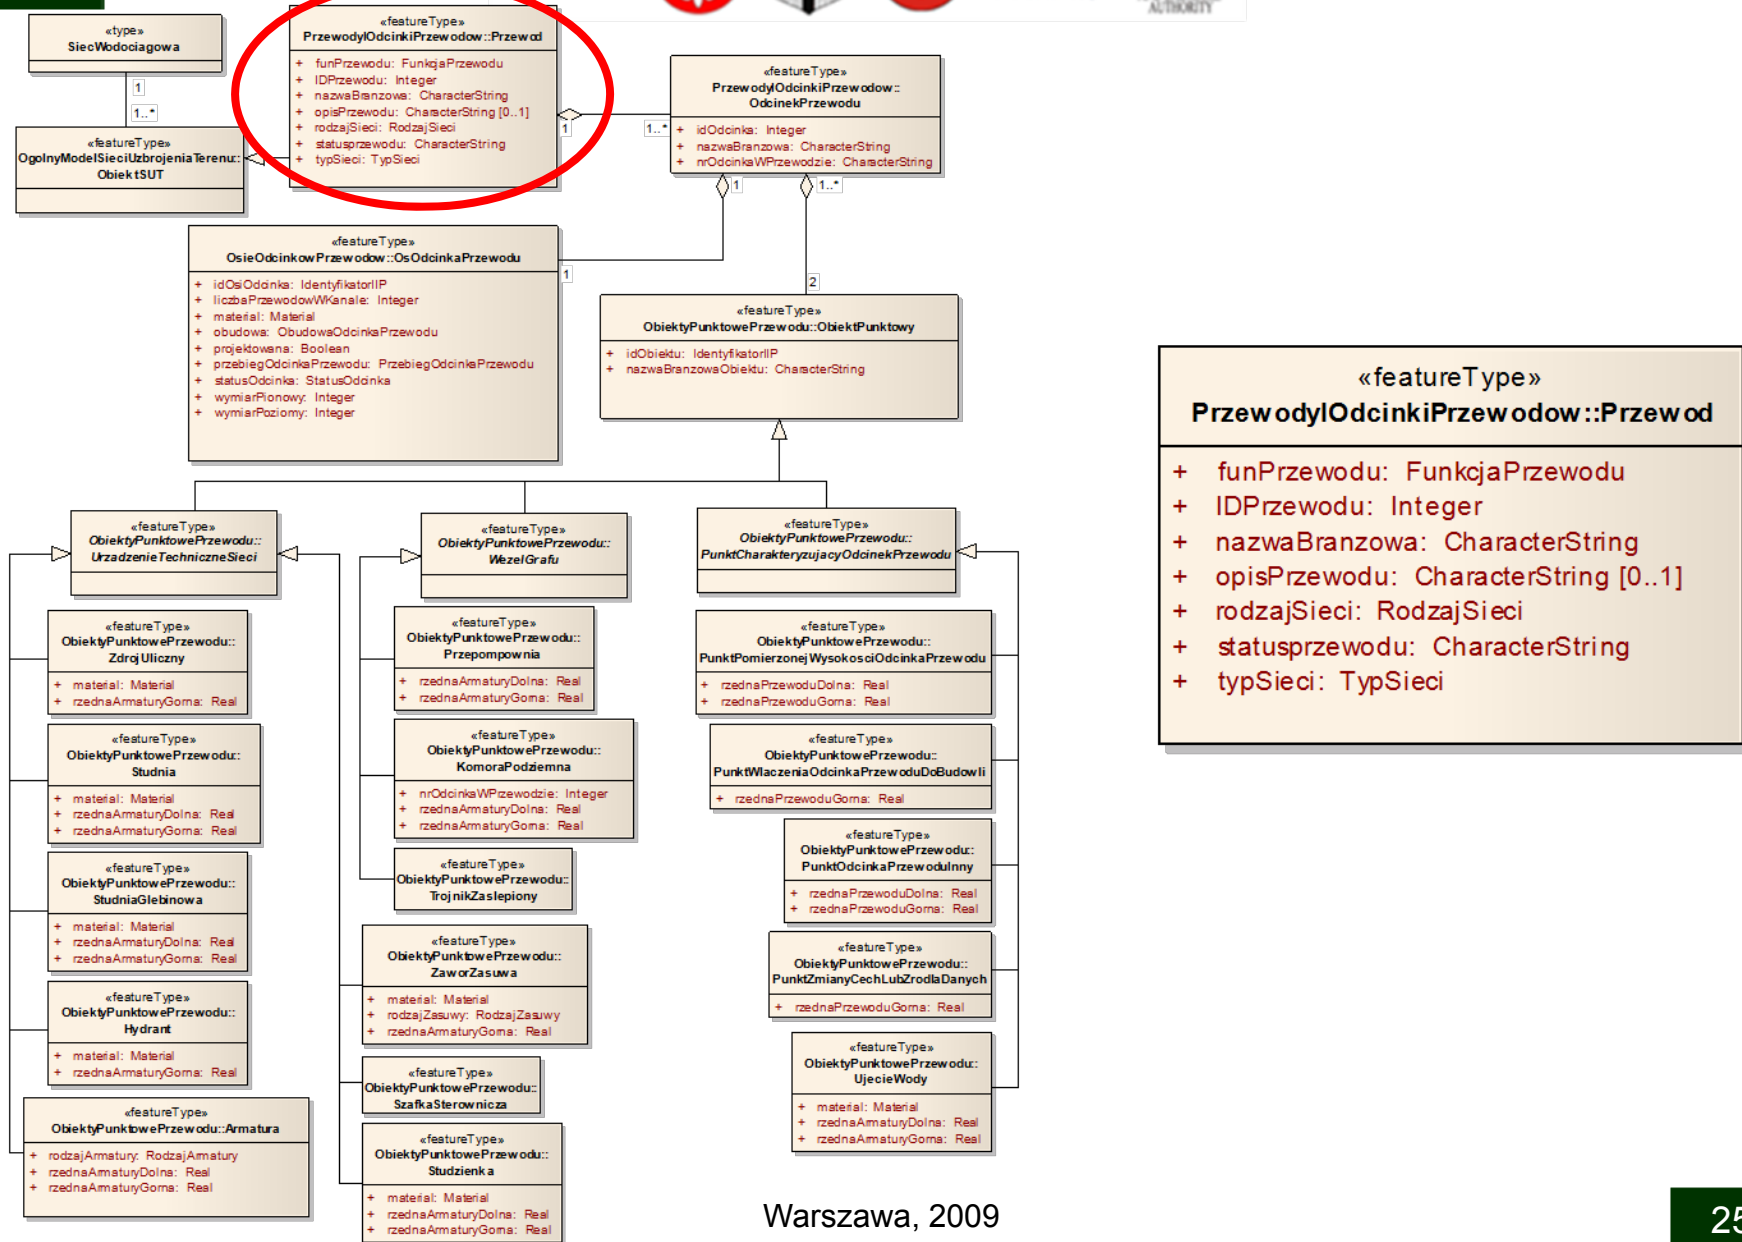 AUTHORITY
«type»
SiecWodociagowa
1
1..*
«featureType»
OgolnyModelSieciUzbrojeniaTerenu::
ObiektSUT
«featureType»
PrzewodyIOdcinkiPrzewodow::Przewod
+ funPrzewodu: FunkcjaPrzewodu
+ IDPrzewodu: Integer
+ nazwaBranzowa: CharacterString
+ opisPrzewodu: CharacterString [0..1]
+ rodzajSieci: RodzajSieci
+ statusprzewodu: CharacterString
+ typSieci: TypSieci
1
1..*
«featureType»
PrzewodyIOdcinkiPrzewodow::
OdcinekPrzewodu
+ idOdcinka: Integer
+ nazwaBranzowa: CharacterString
+ nrOdcinkaWPrzewodzie: CharacterString
1
1..*
1
2
«featureType»
OsieOdcinkowPrzewodow::OsOdcinkaPrzewodu
+ idOsiOdcinka: IdentyfikatorIIP
+ liczbaPrzewodowWKanale: Integer
+ material: Material
+ obudowa: ObudowaOdcinkaPrzewodu
+ projektowana: Boolean
+ przebiegOdcinkaPrzewodu: PrzebiegOdcinkaPrzewodu
+ statusOdcinka: StatusOdcinka
+ wymiarPionowy: Integer
+ wymiarPoziomy: Integer
«featureType»
ObiektyPunktowePrzewodu::ObiektPunktowy
+ idObiektu: IdentyfikatorIIP
+ nazwaBranzowaObiektu: CharacterString
«featureType»
ObiektyPunktowePrzewodu::
UrzadzenieTechniczneSieci
«featureType»
ObiektyPunktowePrzewodu::
WezelGrafu
«featureType»
ObiektyPunktowePrzewodu::
PunktCharakteryzujacyOdcinekPrzewodu
«featureType»
ObiektyPunktowePrzewodu::
ZdrojUliczny
+ material: Material
+ rzednaArmaturyGorna: Real
«featureType»
ObiektyPunktowePrzewodu::
Studnia
+ material: Material
+ rzednaArmaturyDolna: Real
+ rzednaArmaturyGorna: Real
«featureType»
ObiektyPunktowePrzewodu::
StudniaGlebinowa
+ material: Material
+ rzednaArmaturyDolna: Real
+ rzednaArmaturyGorna: Real
«featureType»
ObiektyPunktowePrzewodu::
Hydrant
+ material: Material
+ rzednaArmaturyGorna: Real
«featureType»
ObiektyPunktowePrzewodu::Armatura
+ rodzajArmatury: RodzajArmatury
+ rzednaArmaturyDolna: Real
+ rzednaArmaturyGorna: Real
«featureType»
ObiektyPunktowePrzewodu::
Przepompownia
+ rzednaArmaturyDolna: Real
+ rzednaArmaturyGorna: Real
«featureType»
ObiektyPunktowePrzewodu::
KomoraPodziemna
+ nrOdcinkaWPrzewodzie: Integer
+ rzednaArmaturyDolna: Real
+ rzednaArmaturyGorna: Real
«featureType»
ObiektyPunktowePrzewodu::
TrojnikZaslepiony
«featureType»
ObiektyPunktowePrzewodu::
ZaworZasuwa
+ material: Material
+ rodzajZasuwy: RodzajZasuwy
+ rzednaArmaturyGorna: Real
«featureType»
ObiektyPunktowePrzewodu::
SzafkaSterownicza
«featureType»
ObiektyPunktowePrzewodu::
Studzienka
+ material: Material
+ rzednaArmaturyDolna: Real
+ rzednaArmaturyGorna: Real
«featureType»
ObiektyPunktowePrzewodu::
PunktPomierzonejWysokosciOdcinkaPrzewodu
+ rzednaPrzewoduDolna: Real
+ rzednaPrzewoduGorna: Real
«featureType»
ObiektyPunktowePrzewodu::
PunktWlaczeniaOdcinkaPrzewoduDoBudowli
+ rzednaPrzewoduGorna: Real
«featureType»
ObiektyPunktowePrzewodu::
PunktOdcinkaPrzewoduInny
+ rzednaPrzewoduDolna: Real
+ rzednaPrzewoduGorna: Real
«featureType»
ObiektyPunktowePrzewodu::
PunktZmianyCechLubZrodlaDanych
+ rzednaPrzewoduGorna: Real
«featureType»
ObiektyPunktowePrzewodu::
UjecieWody
+ material: Material
+ rzednaArmaturyDolna: Real
+ rzednaArmaturyGorna: Real
«featureType»
PrzewodyIOdcinkiPrzewodow::Przewod
+ funPrzewodu: FunkcjaPrzewodu
+ IDPrzewodu: Integer
+ nazwaBranzowa: CharacterString
+ opisPrzewodu: CharacterString [0..1]
+ rodzajSieci: RodzajSieci
+ statusprzewodu: CharacterString
+ typSieci: TypSieci
Warszawa, 2009
25